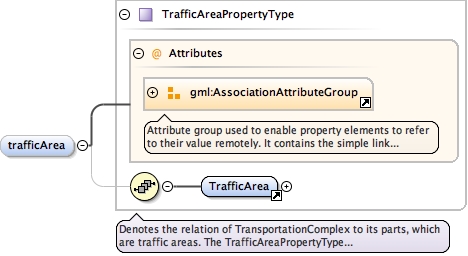 TrafficAreaPropertyType
@ Attributes
gml:AssociationAttributeGroup
Attribute group used to enable property elements to refer
to their value remotely. It contains the simple link...
trafficArea
TrafficArea
Denotes the relation of TransportationComplex to its parts, which
are traffic areas. The TrafficAreaPropertyType...